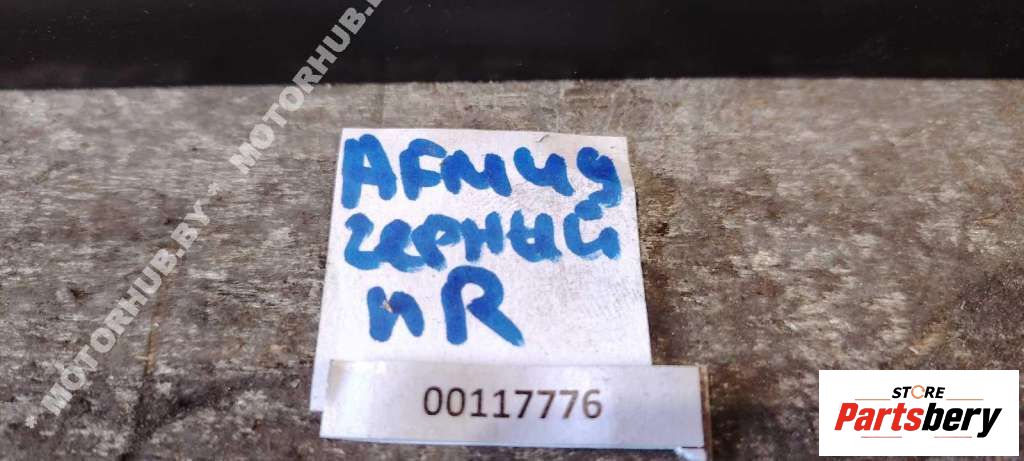 * MOTORHUB.BY * MOTORHUB.BY
AFM49
черный
п R
00117776
STORE
Partsbery